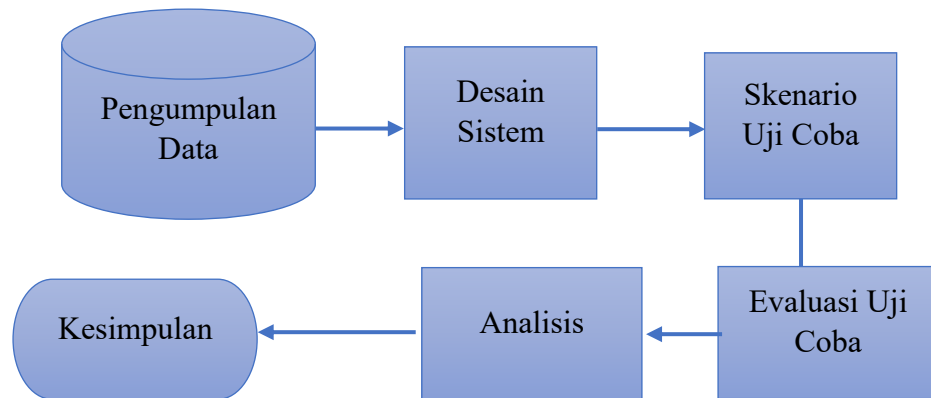 Pengumpulan
Data
Desain
Sistem
Skenario
Uji Coba
Evaluasi Uji
Coba
Analisis
Kesimpulan